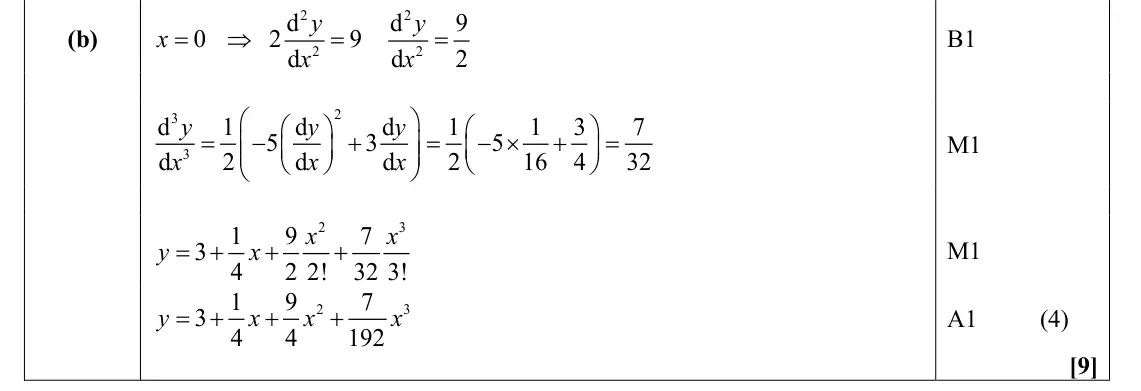 (b) x = 0 ⇒ 2 d²y/dx² = 9 d²y/dx² = 9/2 B1
d³y/dx³ = 1/2 (−5 (dy/dx)² + 3 dy/dx) = 1/2 (−5 × 1/16 + 3/4) = 7/32 M1
y = 3 + 1/4 x + 9/2 x²/2! + 7/32 x³/3! M1
y = 3 + 1/4 x + 9/4 x² + 7/192 x³ A1 (4)
[9]